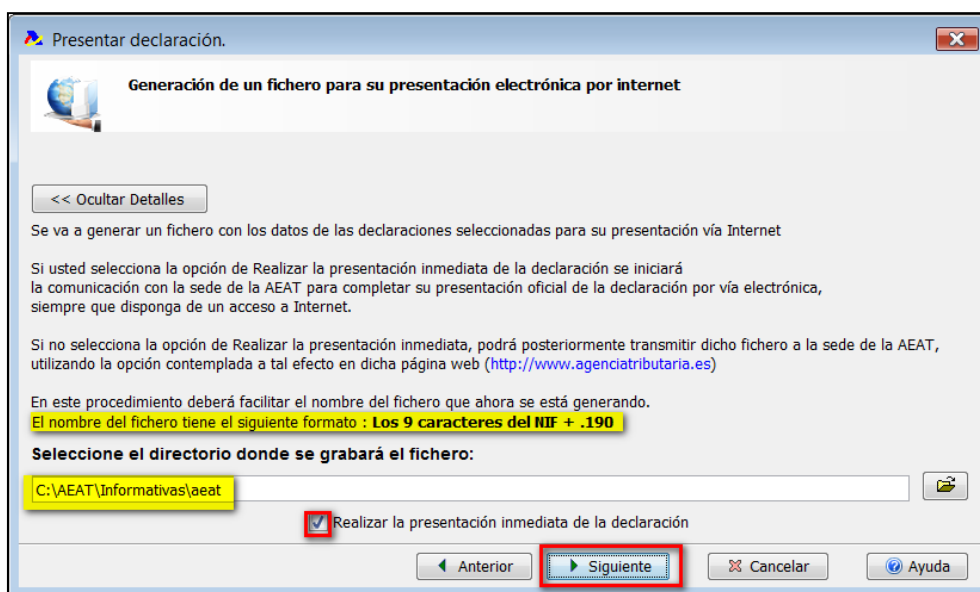 Presentar declaración.
Generación de un fichero para su presentación electrónica por internet
<< Ocultar Detalles
Se va a generar un fichero con los datos de las declaraciones seleccionadas para su presentación vía Internet
Si usted selecciona la opción de Realizar la presentación inmediata de la declaración se iniciará
la comunicación con la sede de la AEAT para completar su presentación oficial de la declaración por vía electrónica,
siempre que disponga de un acceso a Internet.
Si no selecciona la opción de Realizar la presentación inmediata, podrá posteriormente transmitir dicho fichero a la sede de la AEAT,
utilizando la opción contemplada a tal efecto en dicha página web (http://www.agenciatributaria.es)
En este procedimiento deberá facilitar el nombre del fichero que ahora se está generando.
El nombre del fichero tiene el siguiente formato : Los 9 caracteres del NIF + .190
Seleccione el directorio donde se grabará el fichero:
C:\AEAT\Informativas\aeat
Realizar la presentación inmediata de la declaración
Anterior Siguiente Cancelar Ayuda